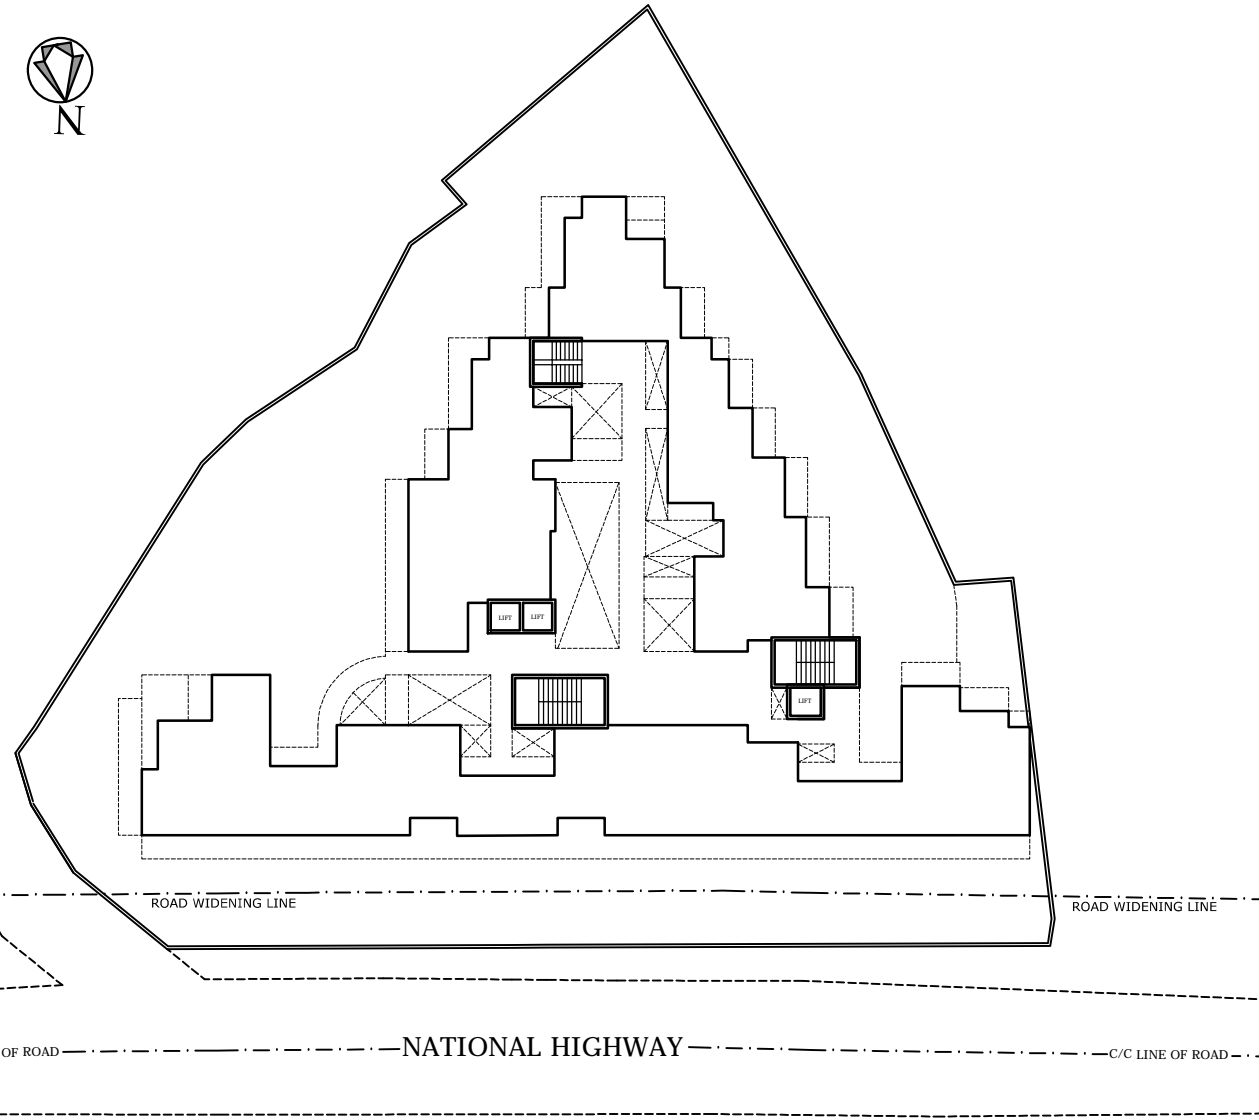 N
LIFT
LIFT
LIFT
ROAD WIDENING LINE
ROAD WIDENING LINE
OF ROAD
NATIONAL HIGHWAY
C/C LINE OF ROAD